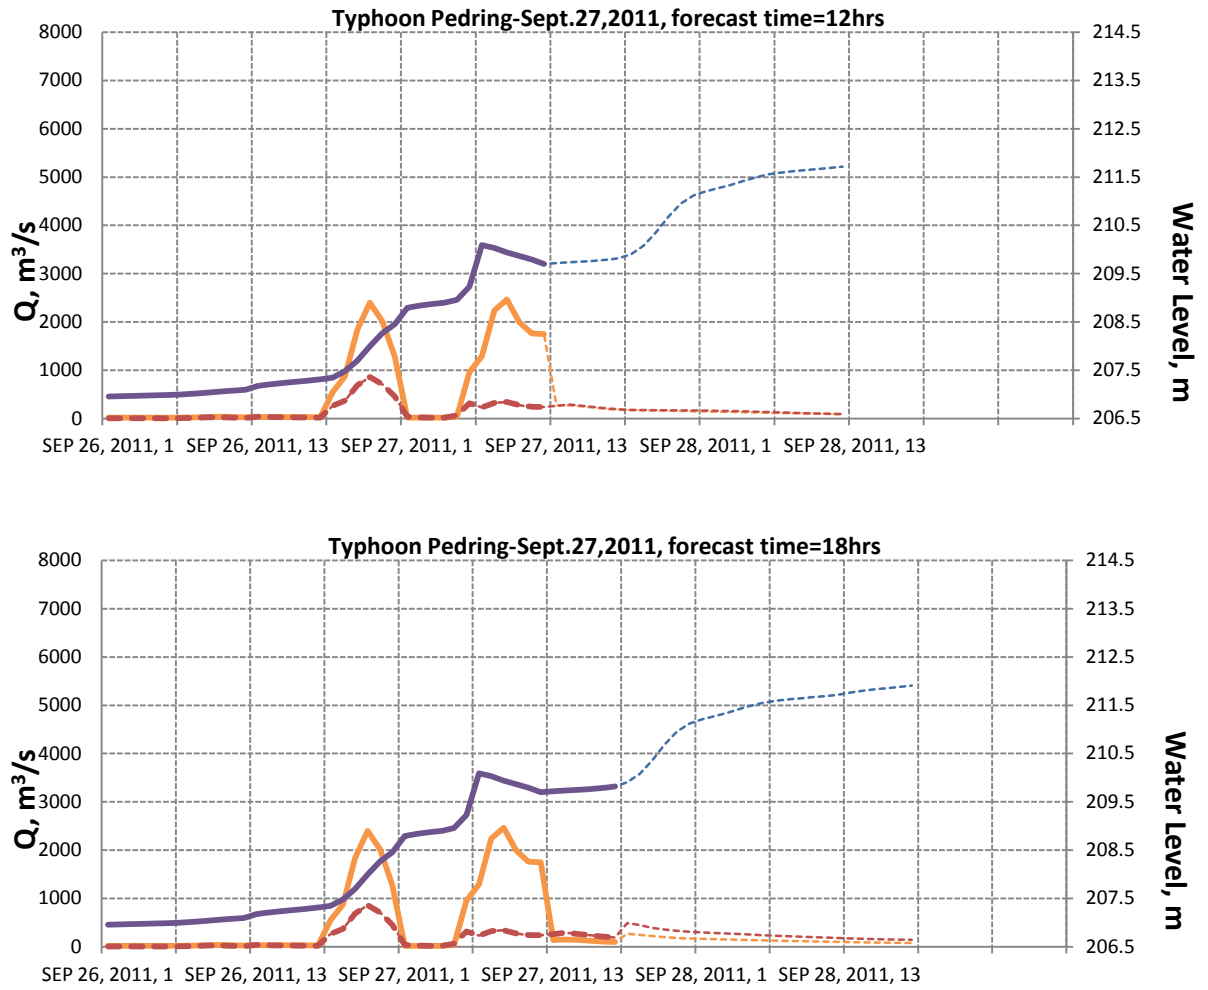 Typhoon Pedring-Sept.27,2011, forecast time=12hrs
8000 214.5
7000 213.5
6000 212.5
5000 211.5
4000 210.5
3000 209.5
2000 208.5
1000 207.5
0 206.5
Q, m³/s
Water Level, m
SEP 26, 2011, 1 SEP 26, 2011, 13 SEP 27, 2011, 1 SEP 27, 2011, 13 SEP 28, 2011, 1 SEP 28, 2011, 13
Typhoon Pedring-Sept.27,2011, forecast time=18hrs
8000 214.5
7000 213.5
6000 212.5
5000 211.5
4000 210.5
3000 209.5
2000 208.5
1000 207.5
0 206.5
Q, m³/s
Water Level, m
SEP 26, 2011, 1 SEP 26, 2011, 13 SEP 27, 2011, 1 SEP 27, 2011, 13 SEP 28, 2011, 1 SEP 28, 2011, 13